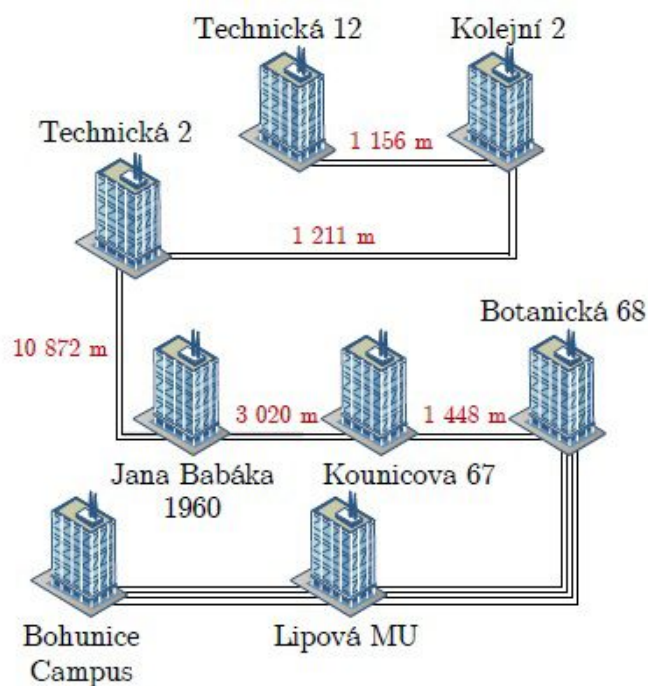 Technická 12
Kolejní 2
Technická 2
1 156 m
1 211 m
Botanická 68
10 872 m
3 020 m
1 448 m
Jana Babáka
1960
Kounicova 67
Bohunice
Campus
Lipová MU